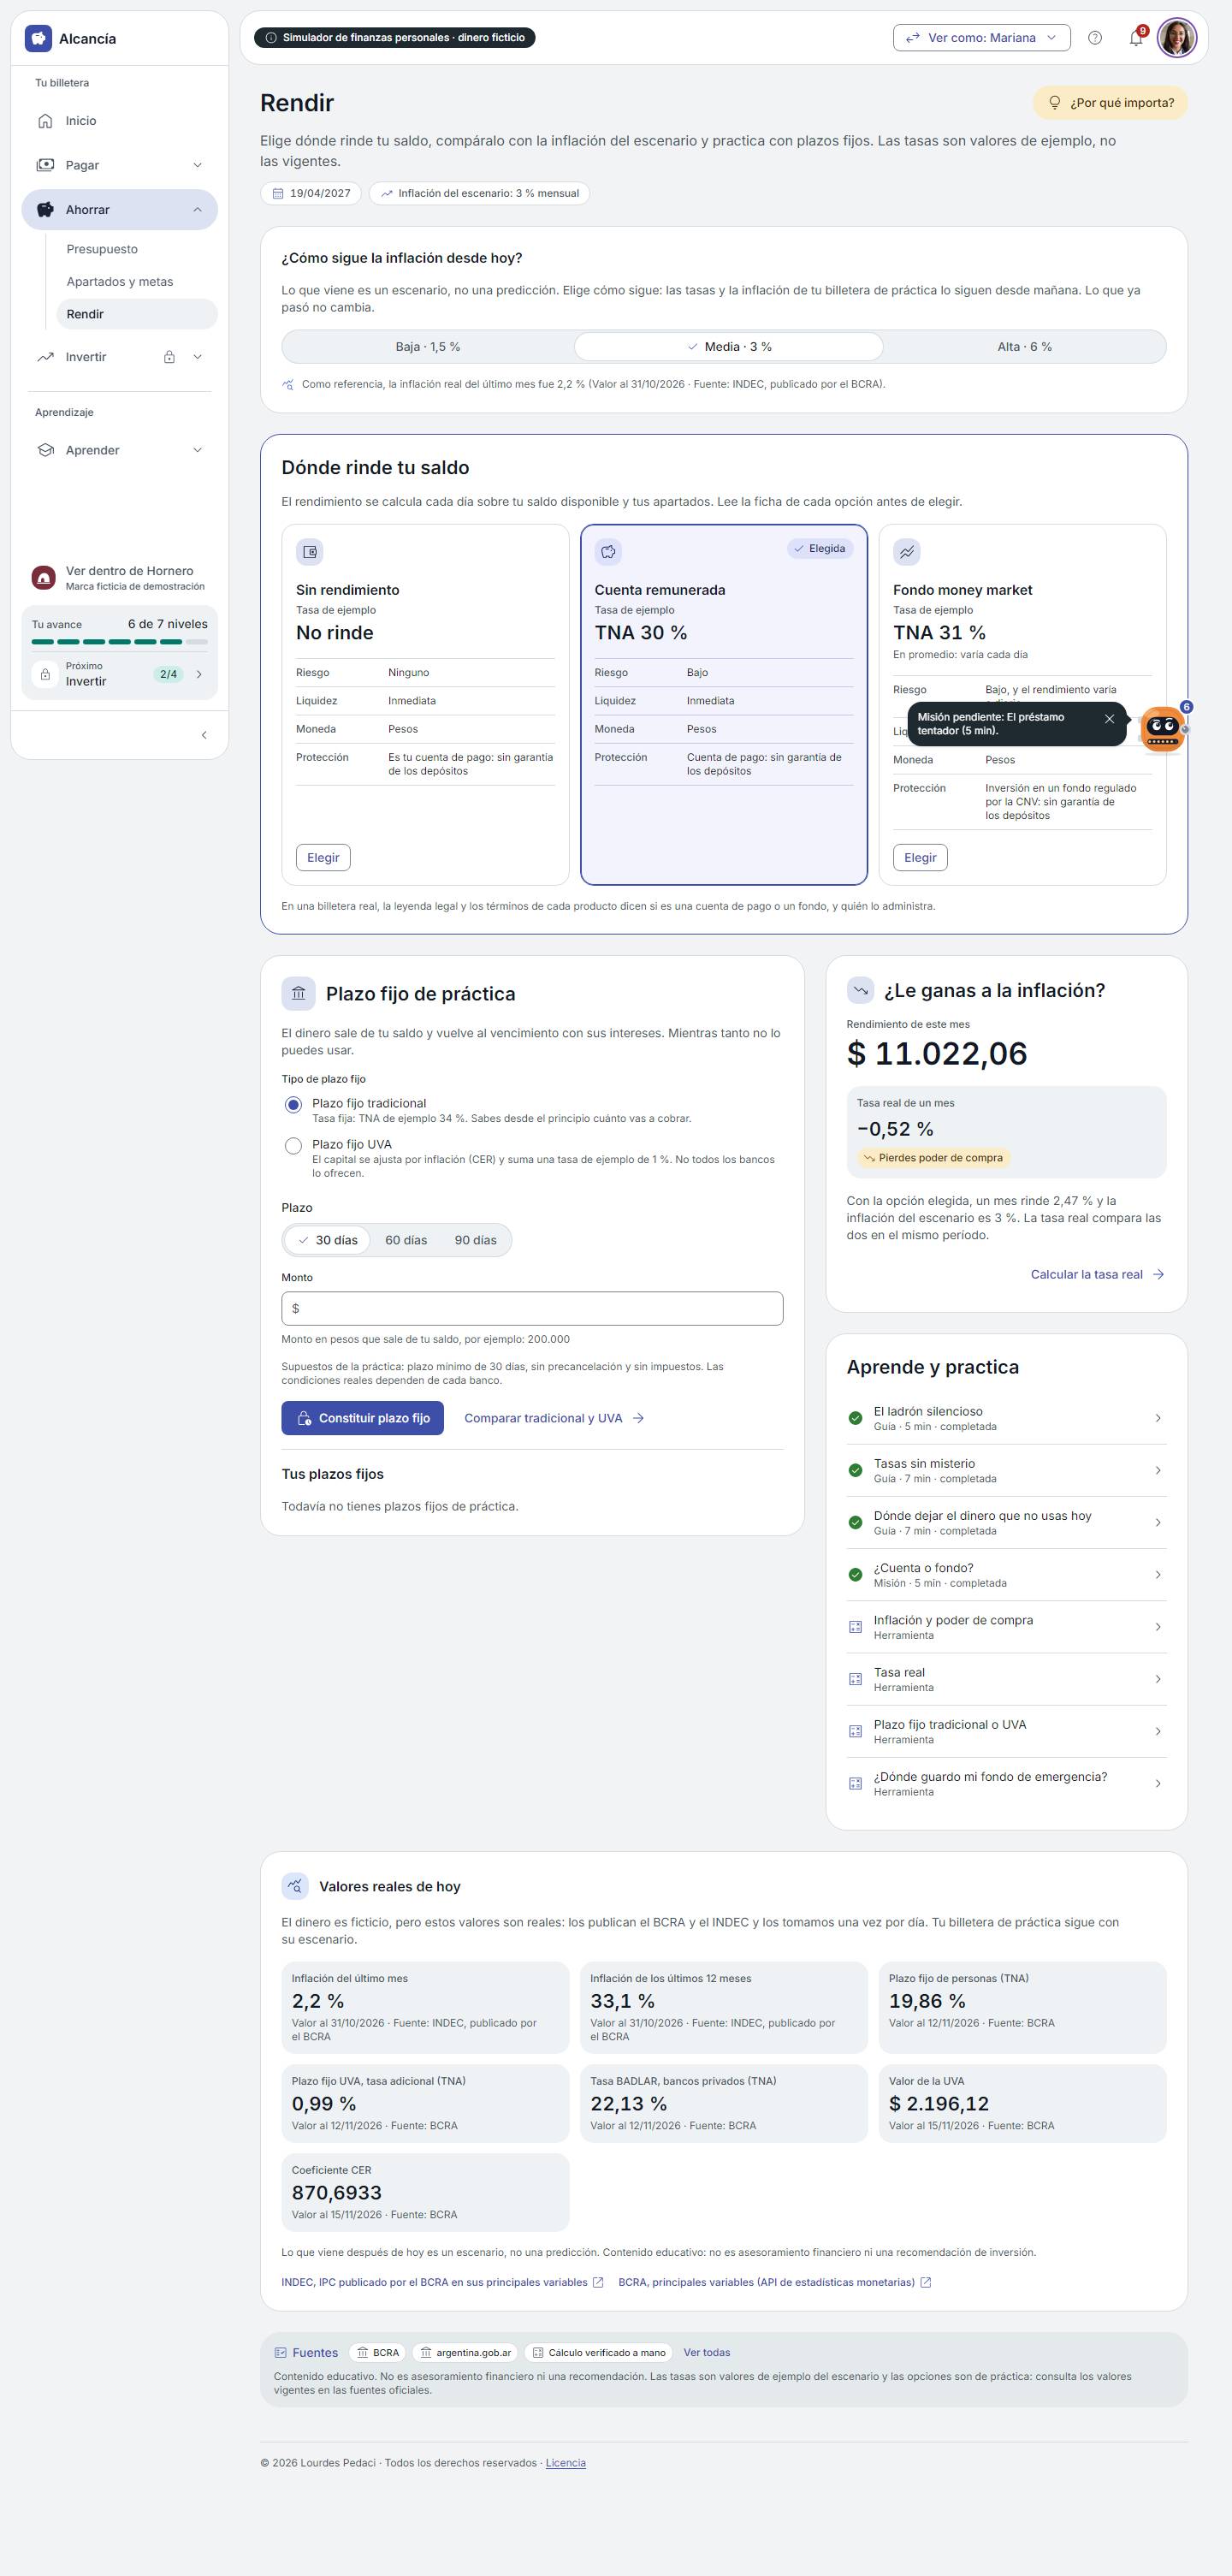 Alcancía
Simulador de finanzas personales · dinero ficticio
Ver como: Mariana
9
Tu billetera
Inicio
Pagar
Ahorrar
Presupuesto
Apartados y metas
Rendir
Invertir
Aprendizaje
Aprender
Ver dentro de Hornero
Marca ficticia de demostración
Tu avance
6 de 7 niveles
Próximo
Invertir
2/4
Rendir
¿Por qué importa?
Elige dónde rinde tu saldo, compáralo con la inflación del escenario y practica con plazos fijos. Las tasas son valores de ejemplo, no
las vigentes.
19/04/2027
Inflación del escenario: 3 % mensual
¿Cómo sigue la inflación desde hoy?
Lo que viene es un escenario, no una predicción. Elige cómo sigue: las tasas y la inflación de tu billetera de práctica lo siguen desde mañana. Lo que ya
pasó no cambia.
Baja · 1,5 %
Media · 3 %
Alta · 6 %
Como referencia, la inflación real del último mes fue 2,2 % (Valor al 31/10/2026 · Fuente: INDEC, publicado por el BCRA).
Dónde rinde tu saldo
El rendimiento se calcula cada día sobre tu saldo disponible y tus apartados. Lee la ficha de cada opción antes de elegir.
Sin rendimiento
Tasa de ejemplo
No rinde
Riesgo
Ninguno
Liquidez
Inmediata
Moneda
Pesos
Protección
Es tu cuenta de pago: sin garantía
de los depósitos
Elegir
Elegida
Cuenta remunerada
Tasa de ejemplo
TNA 30 %
Riesgo
Bajo
Liquidez
Inmediata
Moneda
Pesos
Protección
Cuenta de pago: sin garantía de
los depósitos
Fondo money market
Tasa de ejemplo
TNA 31 %
En promedio: varía cada día
Riesgo
Bajo, y el rendimiento varía
Misión pendiente: El préstamo
tentador (5 min).
6
Moneda
Pesos
Protección
Inversión en un fondo regulado
por la CNV: sin garantía de
los depósitos
Elegir
En una billetera real, la leyenda legal y los términos de cada producto dicen si es una cuenta de pago o un fondo, y quién lo administra.
Plazo fijo de práctica
El dinero sale de tu saldo y vuelve al vencimiento con sus intereses. Mientras tanto no lo
puedes usar.
Tipo de plazo fijo
Plazo fijo tradicional
Tasa fija: TNA de ejemplo 34 %. Sabes desde el principio cuánto vas a cobrar.
Plazo fijo UVA
El capital se ajusta por inflación (CER) y suma una tasa de ejemplo de 1 %. No todos los bancos
lo ofrecen.
Plazo
30 días
60 días
90 días
Monto
$
Monto en pesos que sale de tu saldo, por ejemplo: 200.000
Supuestos de la práctica: plazo mínimo de 30 días, sin precancelación y sin impuestos. Las
condiciones reales dependen de cada banco.
Constituir plazo fijo
Comparar tradicional y UVA
Tus plazos fijos
Todavía no tienes plazos fijos de práctica.
¿Le ganas a la inflación?
Rendimiento de este mes
$ 11.022,06
Tasa real de un mes
−0,52 %
Pierdes poder de compra
Con la opción elegida, un mes rinde 2,47 % y la
inflación del escenario es 3 %. La tasa real compara las
dos en el mismo período.
Calcular la tasa real
Aprende y practica
El ladrón silencioso
Guía · 5 min · completada
Tasas sin misterio
Guía · 7 min · completada
Dónde dejar el dinero que no usas hoy
Guía · 7 min · completada
¿Cuenta o fondo?
Misión · 5 min · completada
Inflación y poder de compra
Herramienta
Tasa real
Herramienta
Plazo fijo tradicional o UVA
Herramienta
¿Dónde guardo mi fondo de emergencia?
Herramienta
Valores reales de hoy
El dinero es ficticio, pero estos valores son reales: los publican el BCRA y el INDEC y los tomamos una vez por día. Tu billetera de práctica sigue con
su escenario.
Inflación del último mes
2,2 %
Valor al 31/10/2026 · Fuente: INDEC, publicado por
el BCRA
Inflación de los últimos 12 meses
33,1 %
Valor al 31/10/2026 · Fuente: INDEC, publicado por
el BCRA
Plazo fijo de personas (TNA)
19,86 %
Valor al 12/11/2026 · Fuente: BCRA
Plazo fijo UVA, tasa adicional (TNA)
0,99 %
Valor al 12/11/2026 · Fuente: BCRA
Tasa BADLAR, bancos privados (TNA)
22,13 %
Valor al 12/11/2026 · Fuente: BCRA
Valor de la UVA
$ 2.196,12
Valor al 15/11/2026 · Fuente: BCRA
Coeficiente CER
870,6933
Valor al 15/11/2026 · Fuente: BCRA
Lo que viene después de hoy es un escenario, no una predicción. Contenido educativo: no es asesoramiento financiero ni una recomendación de inversión.
INDEC, IPC publicado por el BCRA en sus principales variables
BCRA, principales variables (API de estadísticas monetarias)
Fuentes
BCRA
argentina.gob.ar
Cálculo verificado a mano
Ver todas
Contenido educativo. No es asesoramiento financiero ni una recomendación. Las tasas son valores de ejemplo del escenario y las opciones son de práctica: consulta los valores
vigentes en las fuentes oficiales.
© 2026 Lourdes Pedaci · Todos los derechos reservados · Licencia